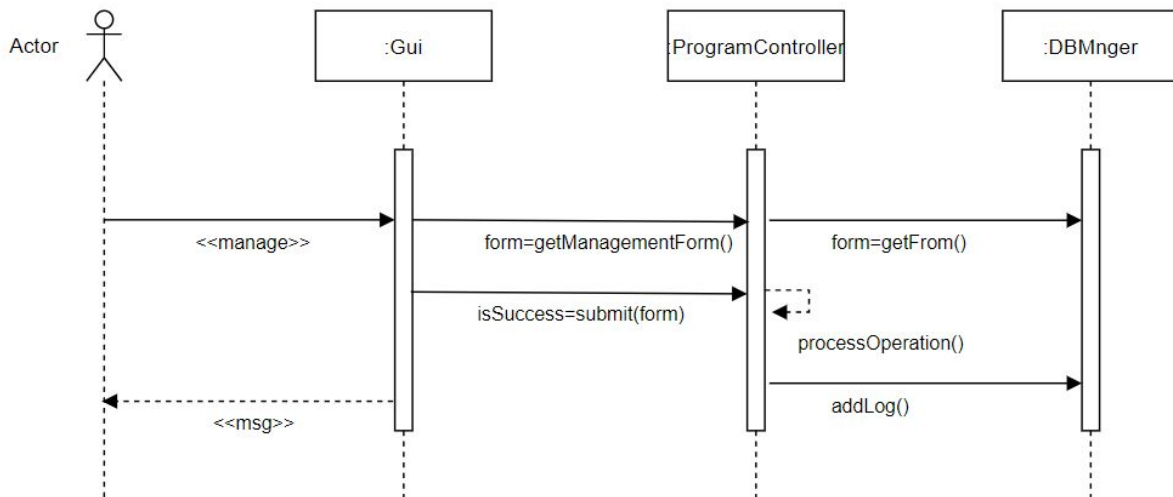 Actor
:Gui
:ProgramController
:DBMnger
<<manage>>
form=getManagementForm()
form=getFrom()
isSuccess=submit(form)
processOperation()
addLog()
<<msg>>